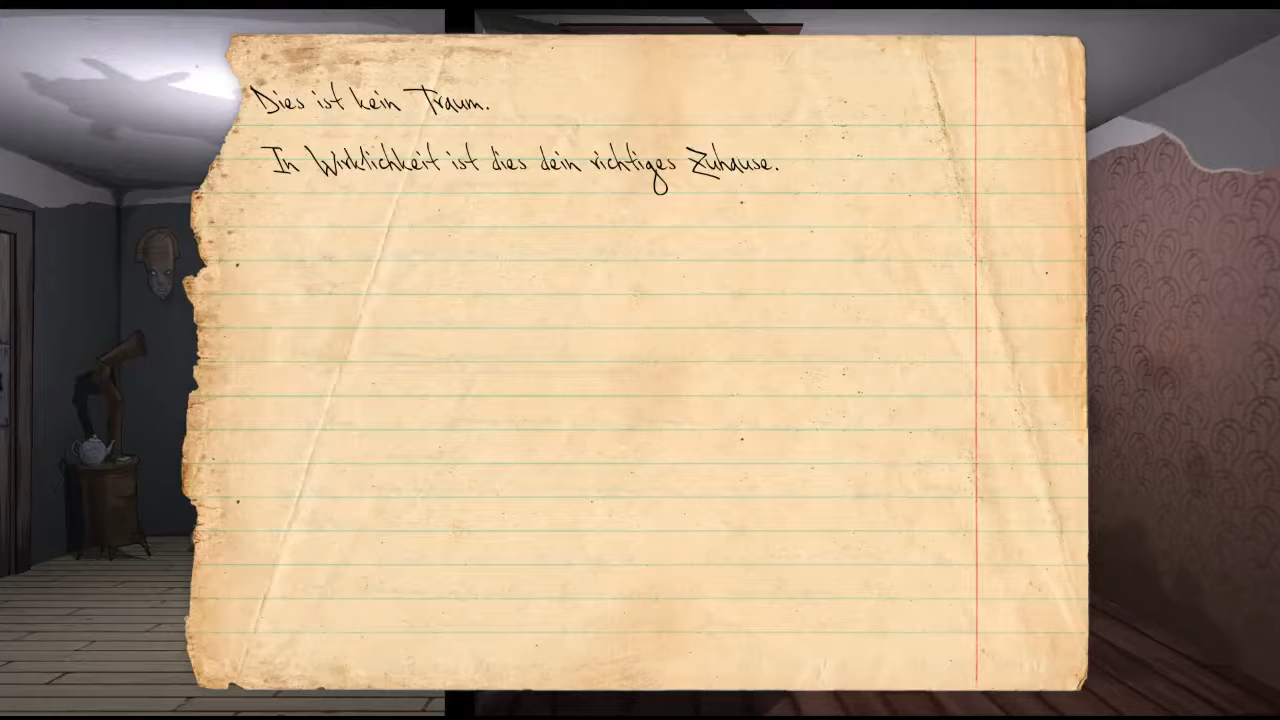 Dies ist kein Traum.
In Wirklichkeit ist dies dein richtiges Zuhause.